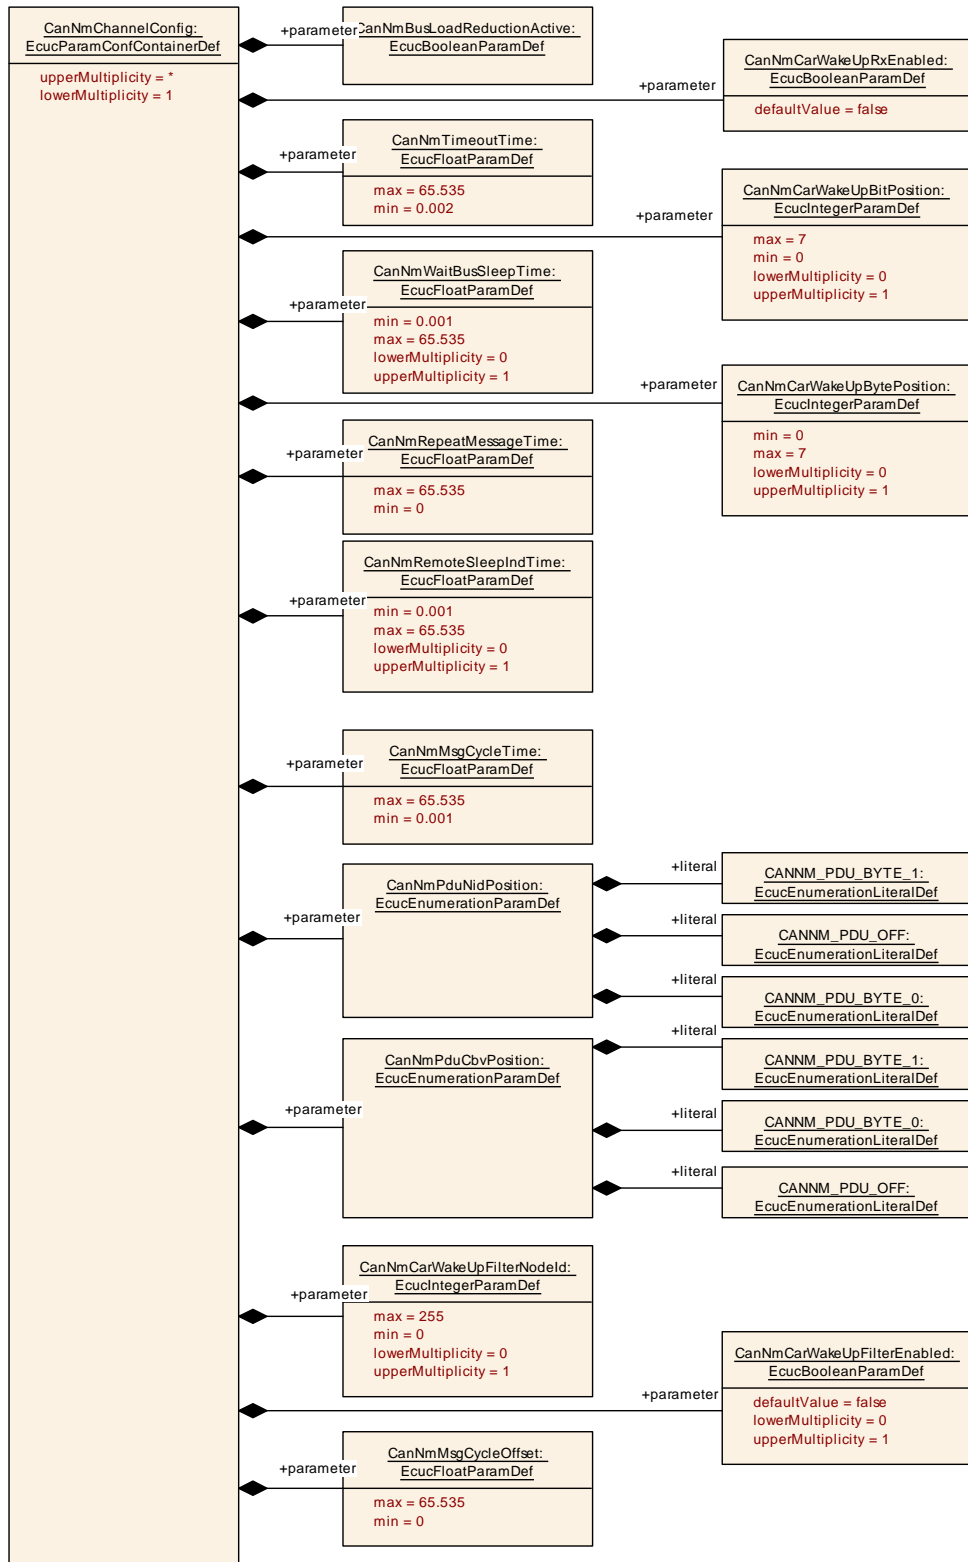 CanNmChannelConfig:
EcucParamConfContainerDef
upperMultiplicity = *
lowerMultiplicity = 1
+parameter
CanNmBusLoadReductionActive:
EcucBooleanParamDef
+parameter
CanNmCarWakeUpRxEnabled:
EcucBooleanParamDef
defaultValue = false
+parameter
CanNmTimeoutTime:
EcucFloatParamDef
max = 65.535
min = 0.002
+parameter
CanNmCarWakeUpBitPosition:
EcucIntegerParamDef
max = 7
min = 0
lowerMultiplicity = 0
upperMultiplicity = 1
+parameter
CanNmWaitBusSleepTime:
EcucFloatParamDef
min = 0.001
max = 65.535
lowerMultiplicity = 0
upperMultiplicity = 1
+parameter
CanNmCarWakeUpBytePosition:
EcucIntegerParamDef
min = 0
max = 7
lowerMultiplicity = 0
upperMultiplicity = 1
+parameter
CanNmRepeatMessageTime:
EcucFloatParamDef
max = 65.535
min = 0
+parameter
CanNmRemoteSleepIndTime:
EcucFloatParamDef
min = 0.001
max = 65.535
lowerMultiplicity = 0
upperMultiplicity = 1
+parameter
CanNmMsgCycleTime:
EcucFloatParamDef
max = 65.535
min = 0.001
+parameter
CanNmPduNidPosition:
EcucEnumerationParamDef
+literal
CANNM_PDU_BYTE_1:
EcucEnumerationLiteralDef
+literal
CANNM_PDU_OFF:
EcucEnumerationLiteralDef
+literal
CANNM_PDU_BYTE_0:
EcucEnumerationLiteralDef
+parameter
CanNmPduCbvPosition:
EcucEnumerationParamDef
+literal
CANNM_PDU_BYTE_1:
EcucEnumerationLiteralDef
+literal
CANNM_PDU_BYTE_0:
EcucEnumerationLiteralDef
+literal
CANNM_PDU_OFF:
EcucEnumerationLiteralDef
+parameter
CanNmCarWakeUpFilterNodeId:
EcucIntegerParamDef
max = 255
min = 0
lowerMultiplicity = 0
upperMultiplicity = 1
+parameter
CanNmCarWakeUpFilterEnabled:
EcucBooleanParamDef
defaultValue = false
lowerMultiplicity = 0
upperMultiplicity = 1
+parameter
CanNmMsgCycleOffset:
EcucFloatParamDef
max = 65.535
min = 0